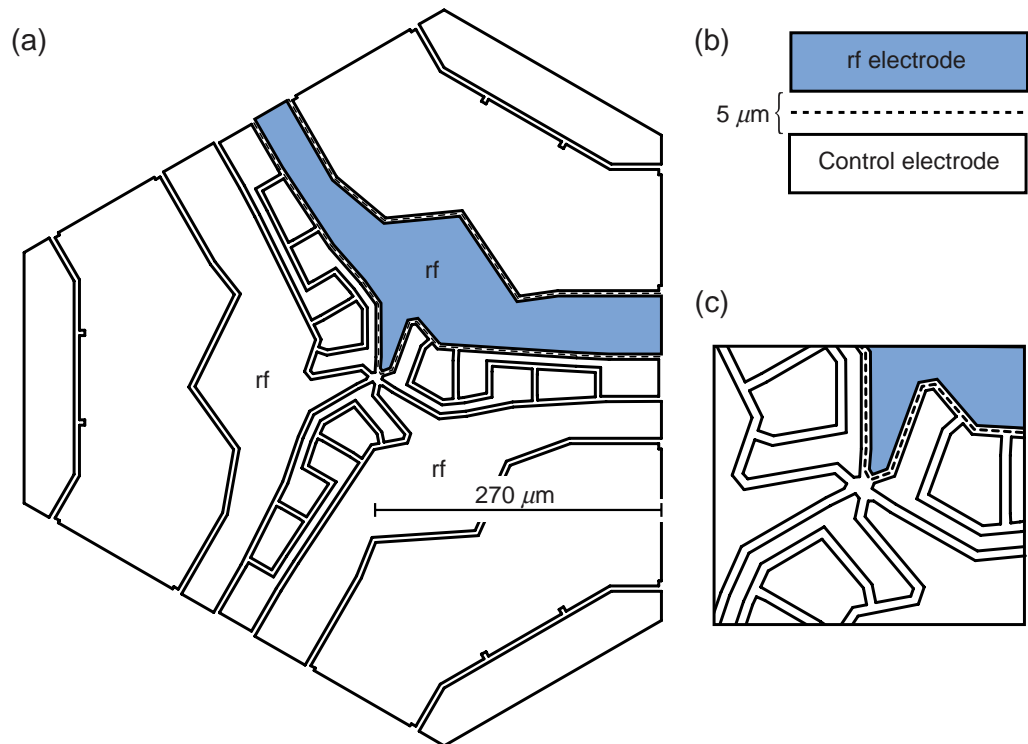 (a)
rf
rf
rf
270 μm
(b)
rf electrode
5 μm
Control electrode
(c)